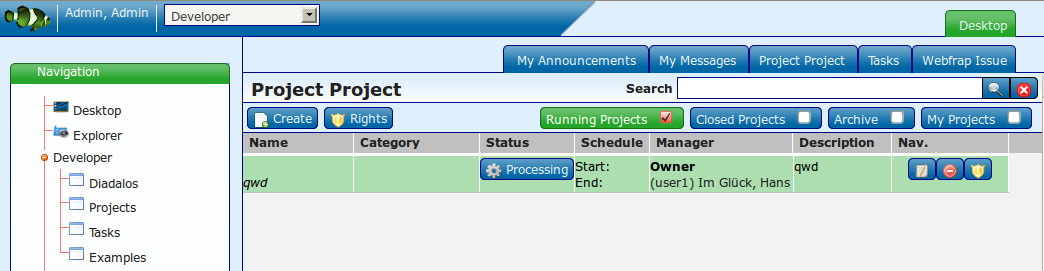 Admin, Admin
Developer
Desktop
Navigation
My Announcements
My Messages
Project Project
Tasks
Webfrap Issue
Project Project
Search
Desktop
Explorer
Developer
Diadalos
Projects
Tasks
Examples
Create
Rights
Running Projects
Closed Projects
Archive
My Projects
Name Category Status Schedule Manager Description Nav.
qwd
Processing
Start:
End:
Owner
(user1) Im Glück, Hans
qwd